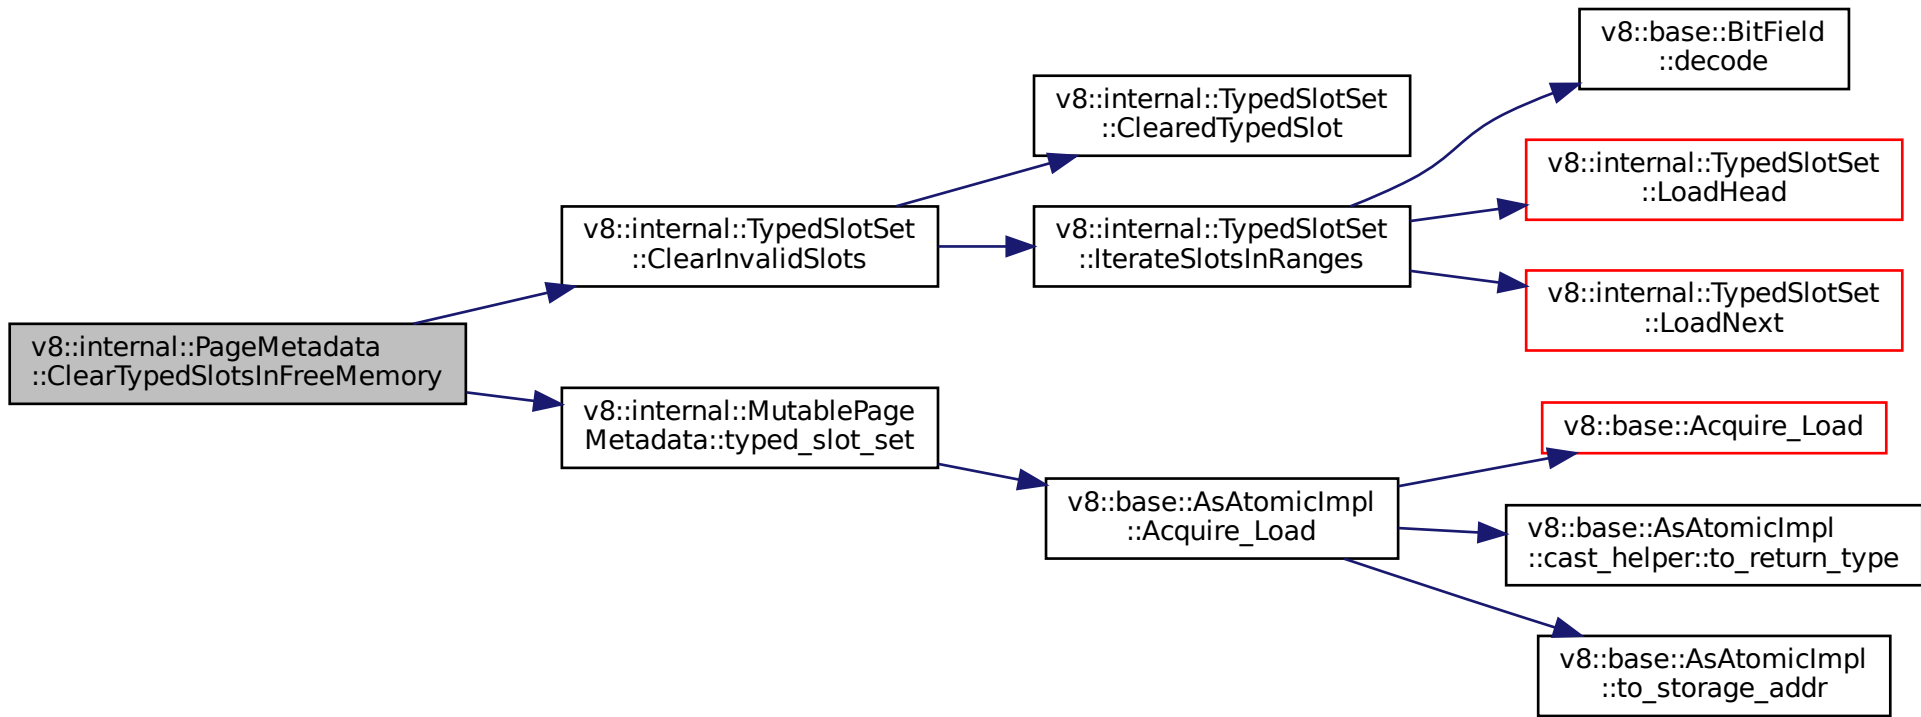 v8::internal::PageMetadata
::ClearTypedSlotsInFreeMemory
v8::internal::TypedSlotSet
::ClearInvalidSlots
v8::internal::MutablePage
Metadata::typed_slot_set
v8::internal::TypedSlotSet
::ClearedTypedSlot
v8::internal::TypedSlotSet
::IterateSlotsInRanges
v8::base::AsAtomicImpl
::Acquire_Load
v8::base::BitField
::decode
v8::internal::TypedSlotSet
::LoadHead
v8::internal::TypedSlotSet
::LoadNext
v8::base::Acquire_Load
v8::base::AsAtomicImpl
::cast_helper::to_return_type
v8::base::AsAtomicImpl
::to_storage_addr